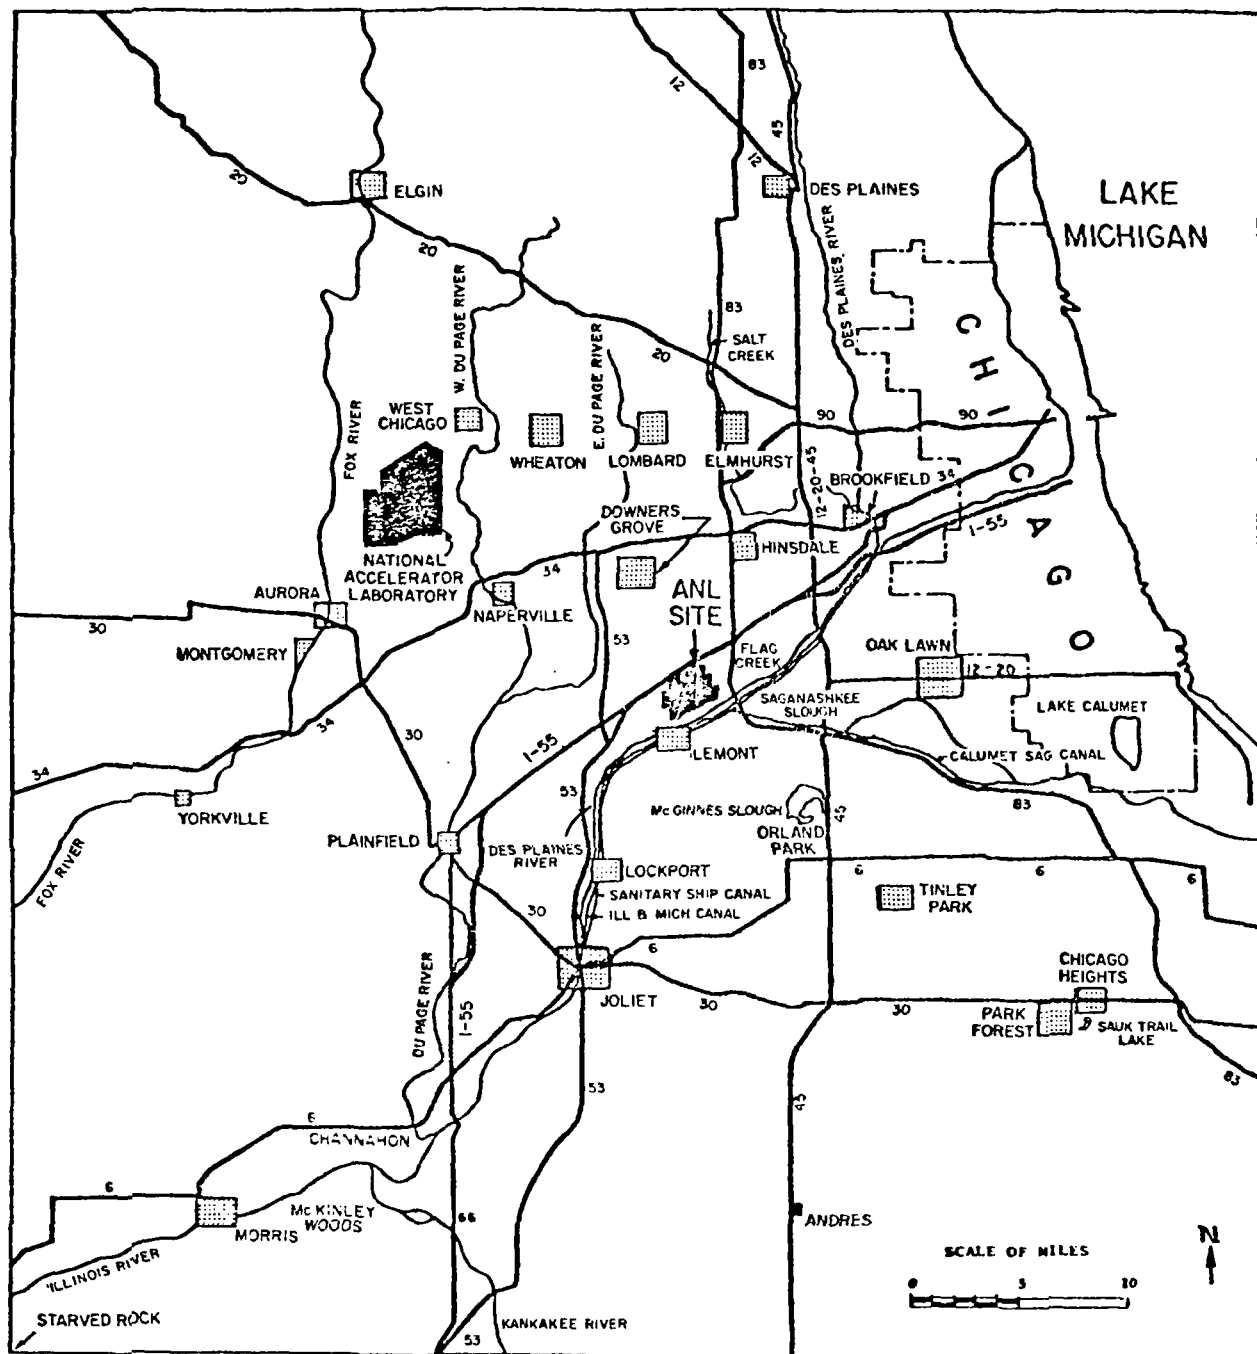 83
12
45
12
20
ELGIN
DES PLAINES
LAKE
MICHIGAN
20
W. DU PAGE RIVER
DES PLAINES RIVER
83
SALT
CREEK
E. DU PAGE RIVER
20
CHICAGO
WEST
CHICAGO
90
90
FOX RIVER
WHEATON
LOMBARD
ELMHURST
12-20-45
BROOKFIELD
34
DOWNERS
GROVE
I-55
HINSDALE
NATIONAL
ACCELERATOR
LABORATORY
34
ANL
SITE
AURORA
NAPERVILLE
30
MONTGOMERY
53
FLAG
CREEK
OAK LAWN
12-20
SAGANASHKEE
SLOUGH
LAKE CALUMET
34
30
I-55
LEMONT
CALUMET SAG CANAL
34
53
83
YORKVILLE
McGINNES SLOUGH
45
ORLAND
PARK
PLAINFIELD
DES PLAINES
RIVER
FOX RIVER
LOCKPORT
6
6
6
SANITARY SHIP CANAL
TINLEY
PARK
30
ILL & MICH CANAL
6
CHICAGO
HEIGHTS
DU PAGE RIVER
I-55
JOLIET
30
30
PARK
FOREST
SAUK TRAIL
LAKE
83
53
45
6
CHANNAHON
6
McKINLEY
WOODS
66
MORRIS
ANDRES
N
SCALE OF MILES
0 5 10
ILLINOIS RIVER
STARVED ROCK
KANKAKEE RIVER
53